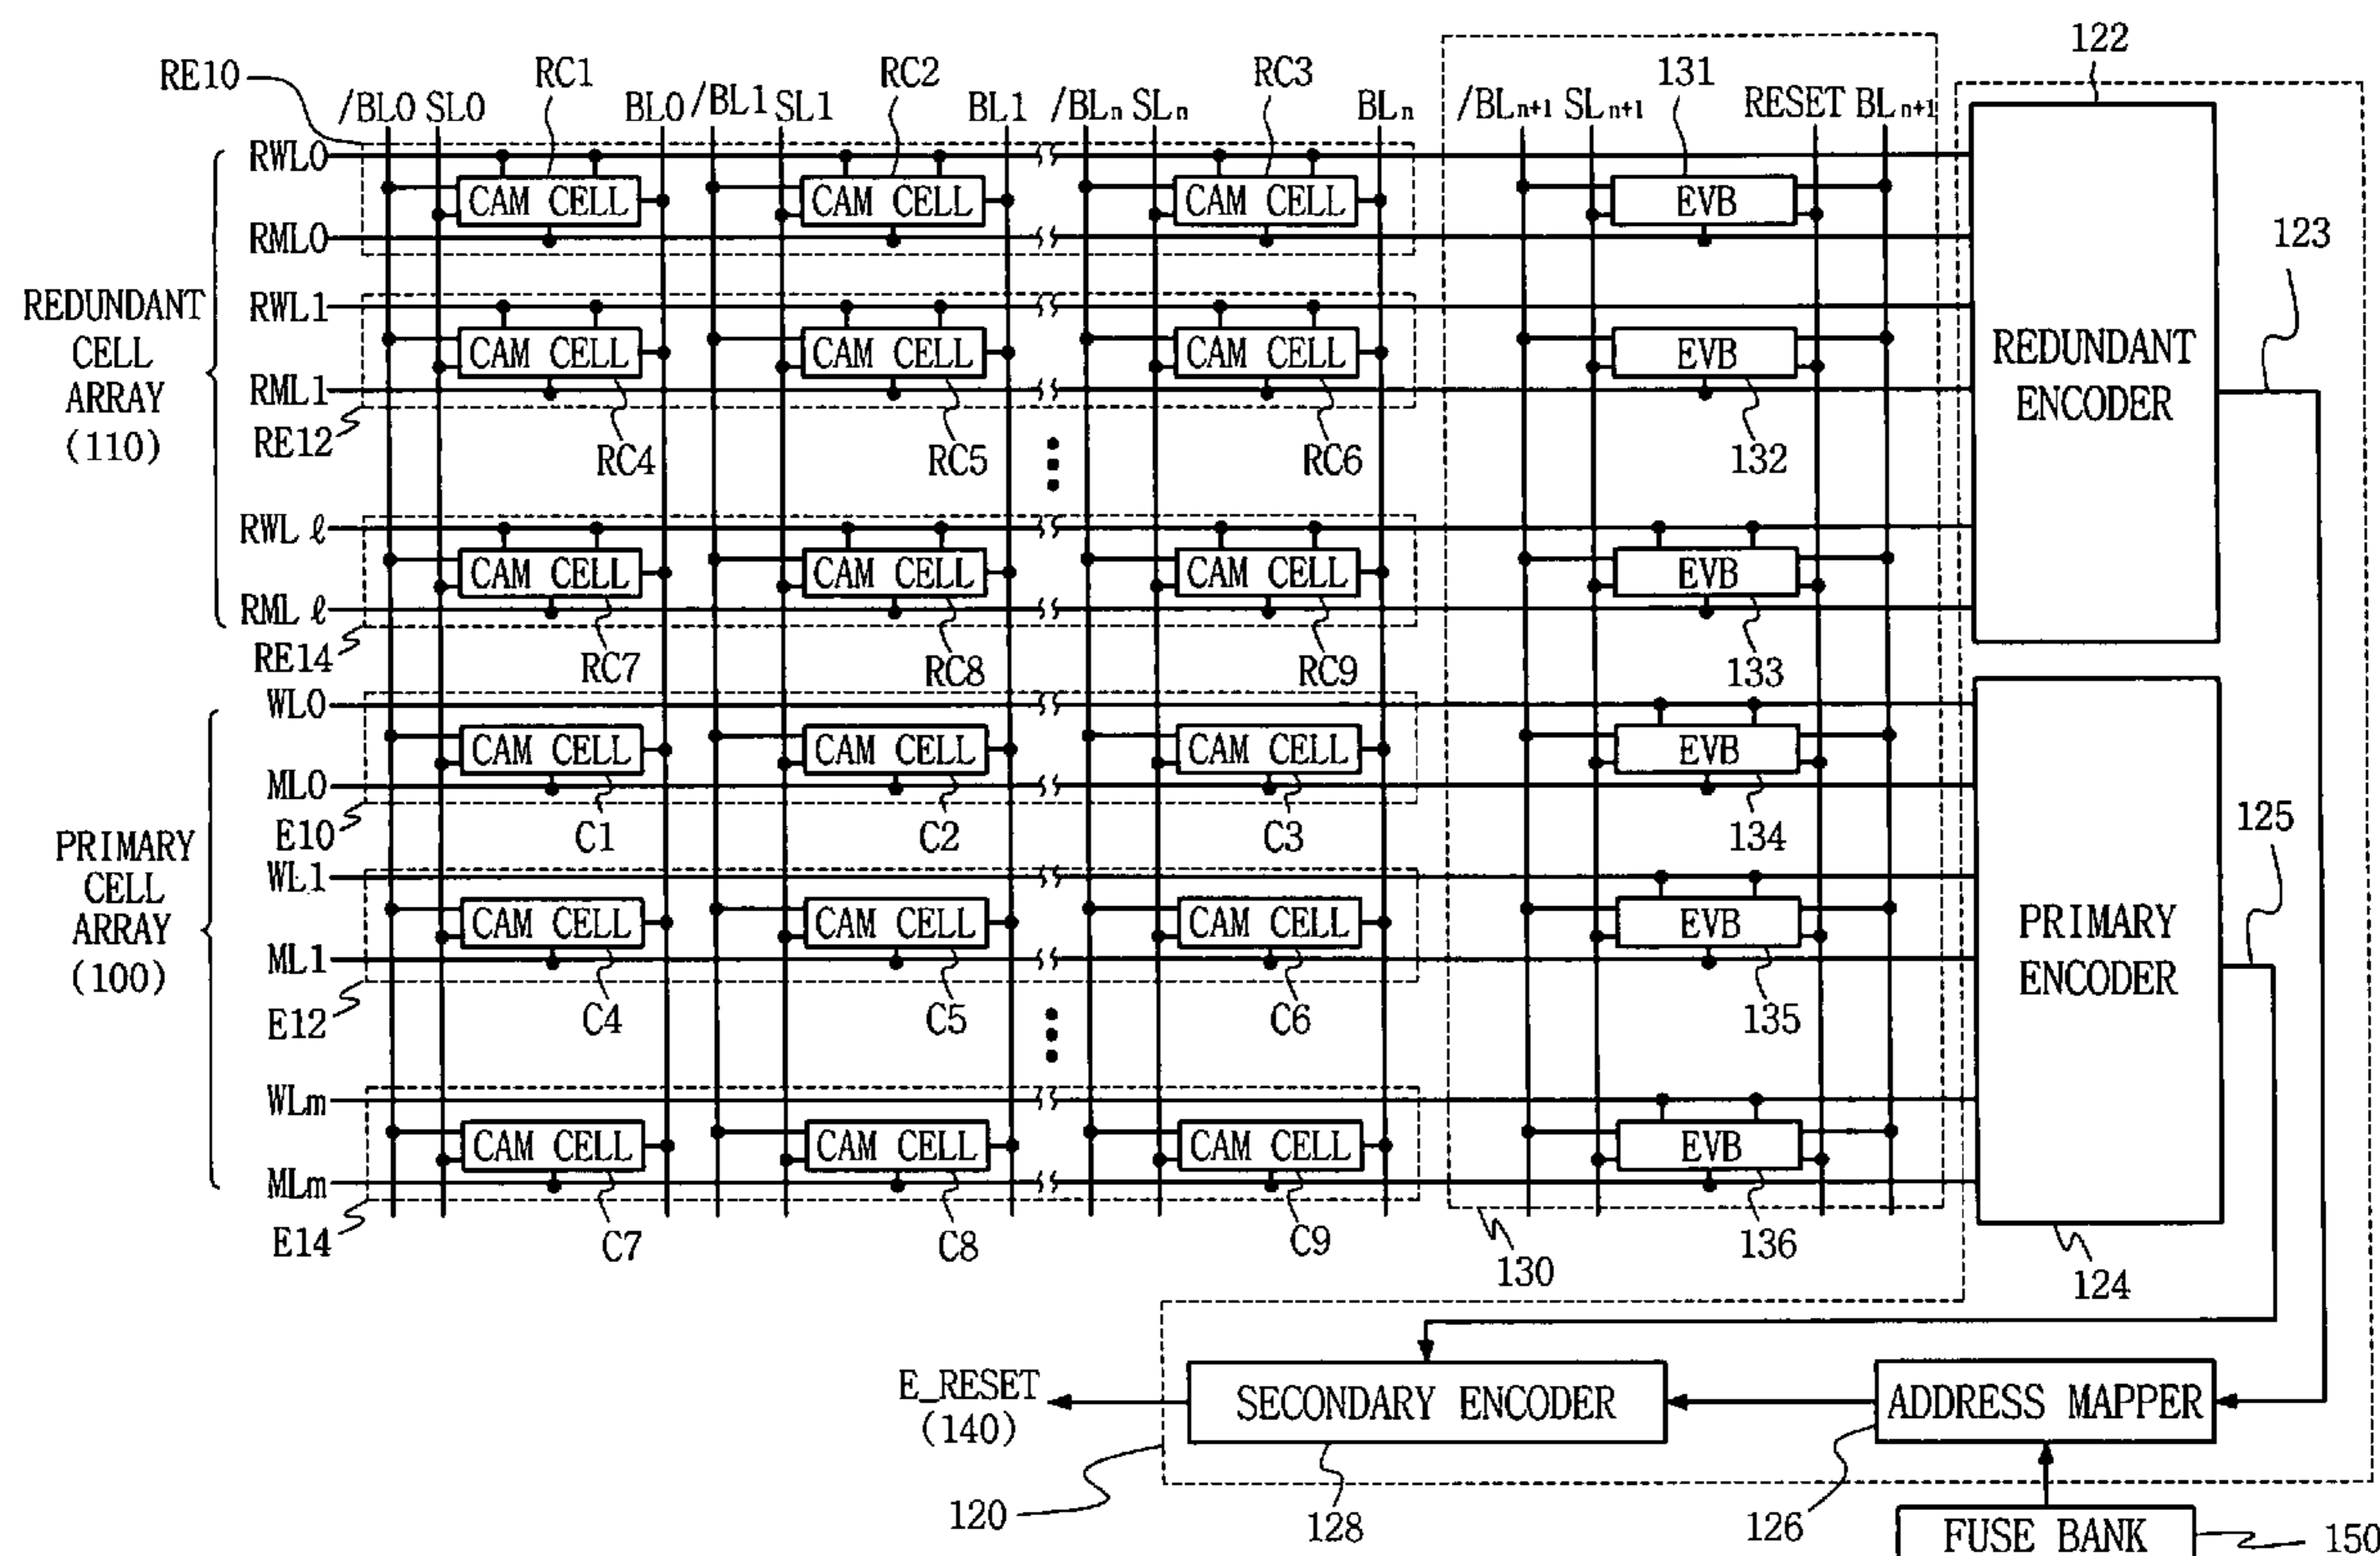 122
RE10
RC1
RC2
RC3
131
/BL0 SL0
BL0
/BL1 SL1
BL1
/BLn SLn
BLn
/BLn+1 SLn+1
RESET BLn+1
RWL0
CAM CELL
CAM CELL
CAM CELL
EVB
RML0
123
REDUNDANT
CELL
ARRAY
(110)
RWL1
CAM CELL
CAM CELL
CAM CELL
EVB
REDUNDANT
ENCODER
RML1
RE12
RC4
RC5
RC6
132
RWL ℓ
CAM CELL
CAM CELL
CAM CELL
EVB
RML ℓ
RE14
RC7
RC8
RC9
133
WL0
CAM CELL
CAM CELL
CAM CELL
EVB
ML0
E10
C1
C2
C3
134
125
PRIMARY
CELL
ARRAY
(100)
WL1
CAM CELL
CAM CELL
CAM CELL
EVB
PRIMARY
ENCODER
ML1
E12
C4
C5
C6
135
WLm
CAM CELL
CAM CELL
CAM CELL
EVB
MLm
E14
C7
C8
C9
136
130
124
E_RESET
(140)
SECONDARY ENCODER
ADDRESS MAPPER
120
128
126
FUSE BANK
150